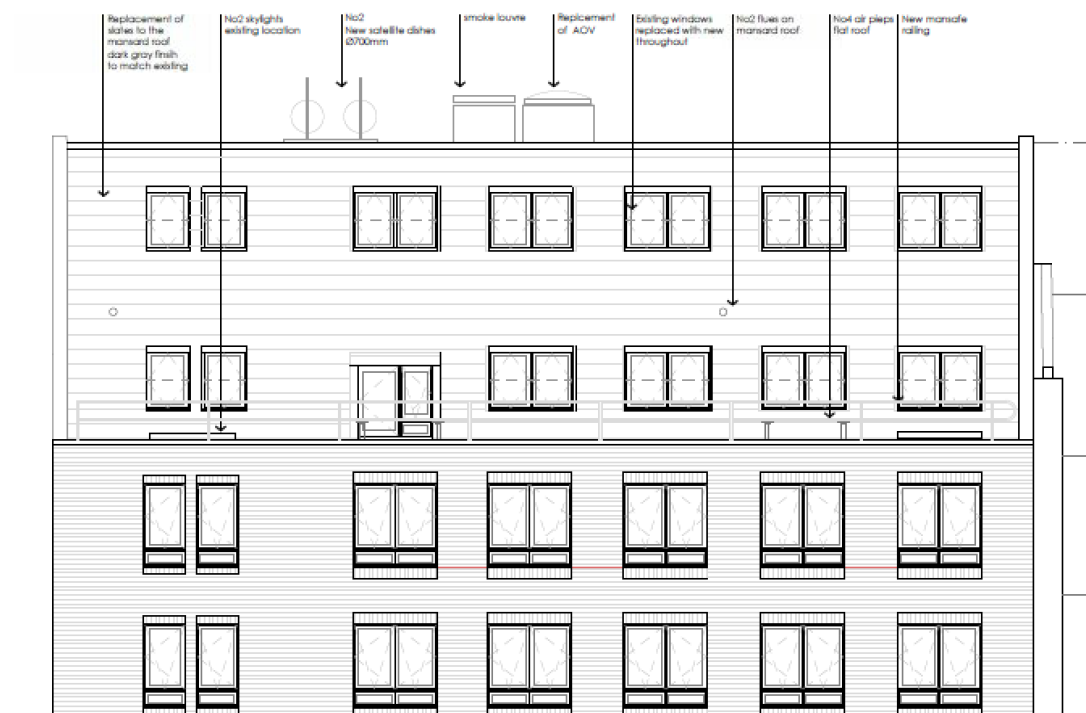 Replacement of
slates to the
mansard roof
dark gray finsih
to match existing
No2 skylights
existing location
No2
New satellite dishes
Ø700mm
smoke louvre
Replcement
of AOV
Existing windows
replaced with new
throughout
No2 flues on
mansard roof
No4 air pieps
flat roof
New mansafe
railing